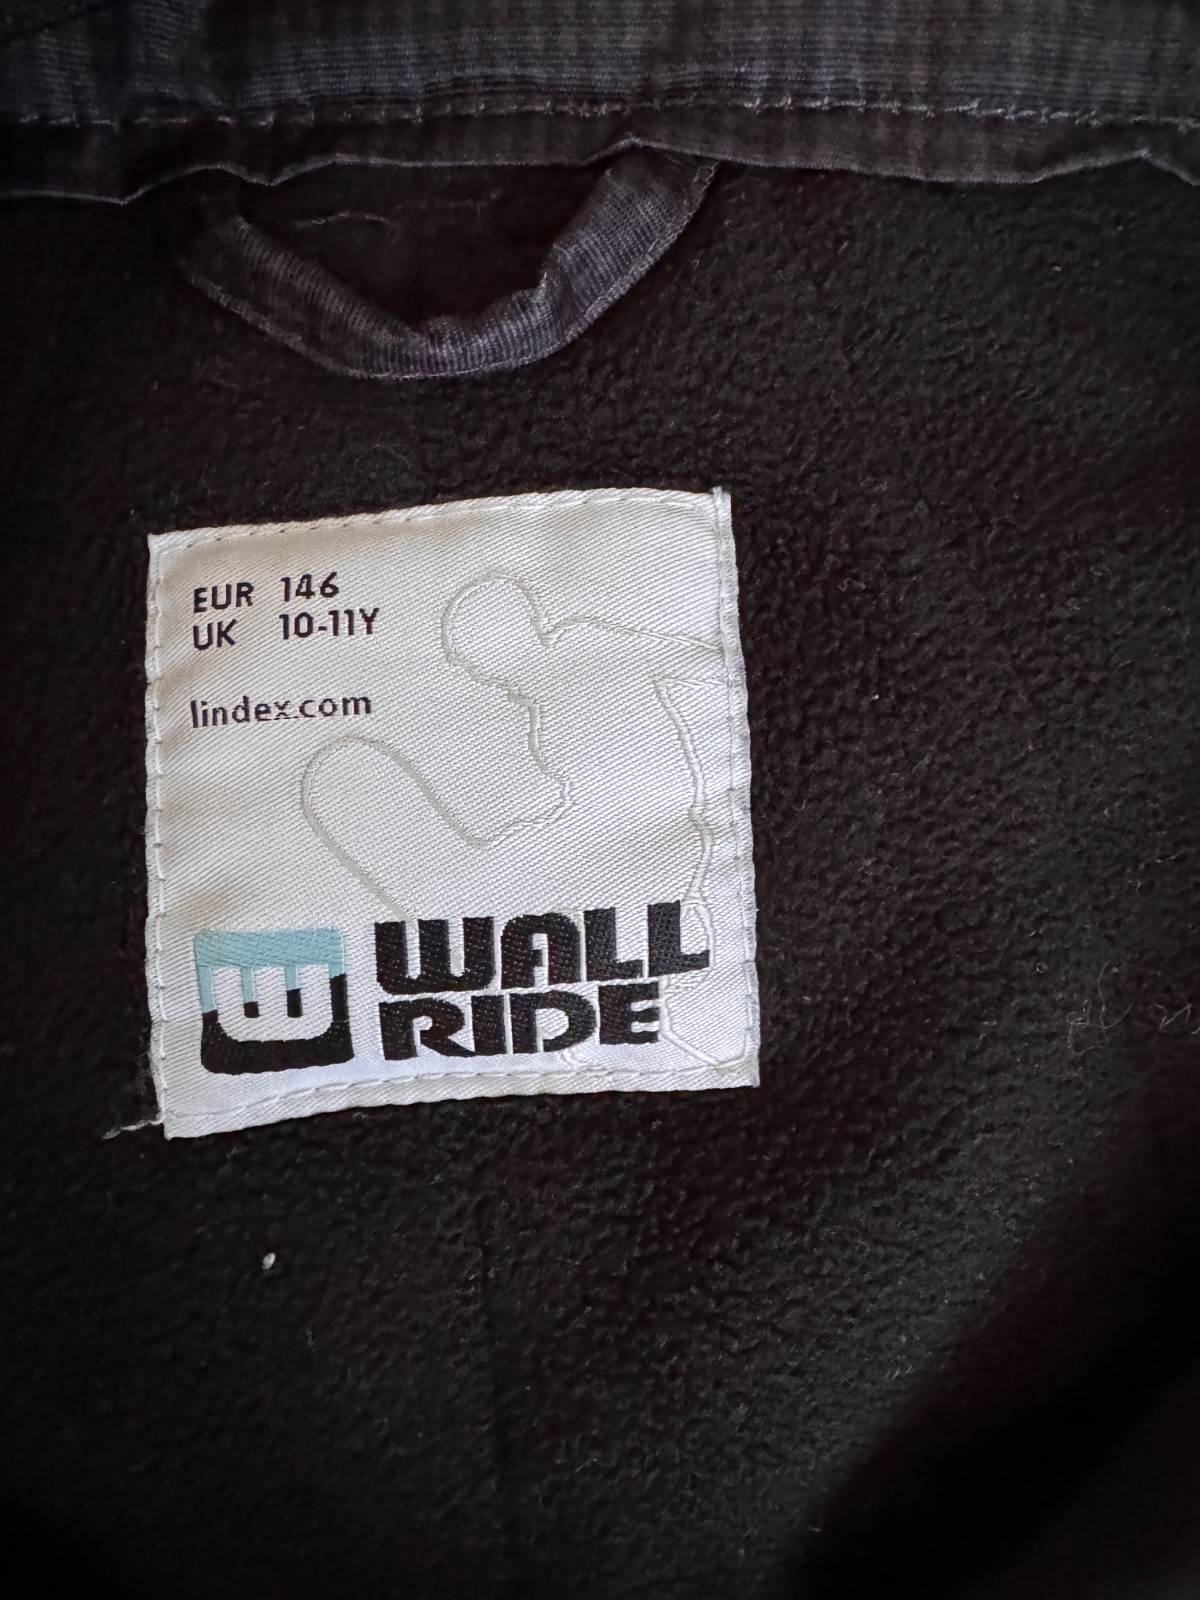 EUR 146
UK 10-11Y
lindex.com
WALL
RIDE